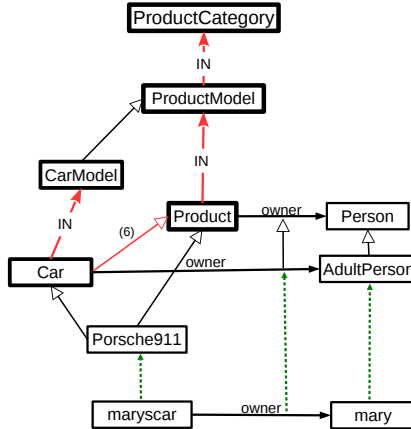 ProductCategory
IN
ProductModel
IN
CarModel
IN
(6)
Product
owner
Person
Car
owner
AdultPerson
Porsche911
maryscar
owner
mary